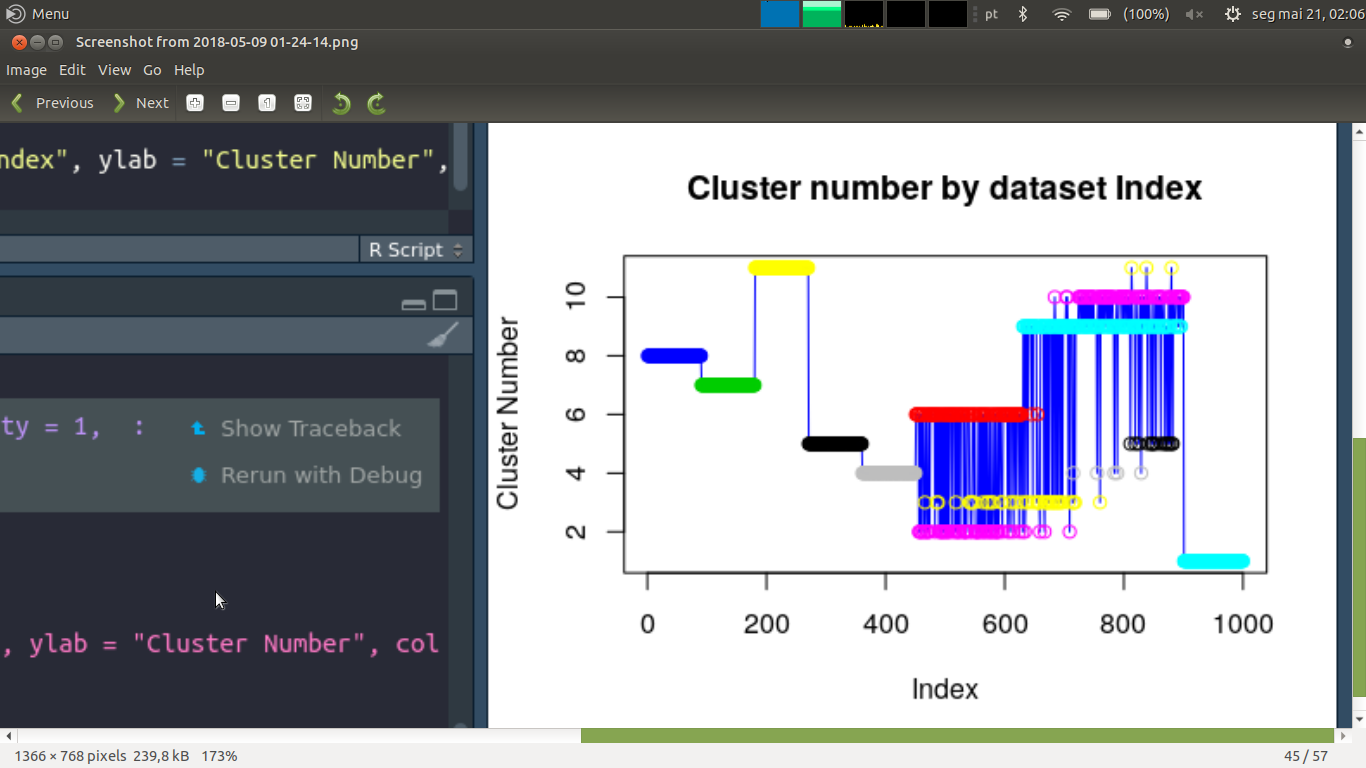 Menu
pt
(100%)
seg mai 21, 02:06
Screenshot from 2018-05-09 01-24-14.png
Image Edit View Go Help
Previous Next
ndex", ylab = "Cluster Number",
R Script
ty = 1, :
Show Traceback
Rerun with Debug
, ylab = "Cluster Number", col
Cluster number by dataset Index
Cluster Number
10
8
6
4
2
0 200 400 600 800 1000
Index
1366 × 768 pixels 239,8 kB 173%
45 / 57